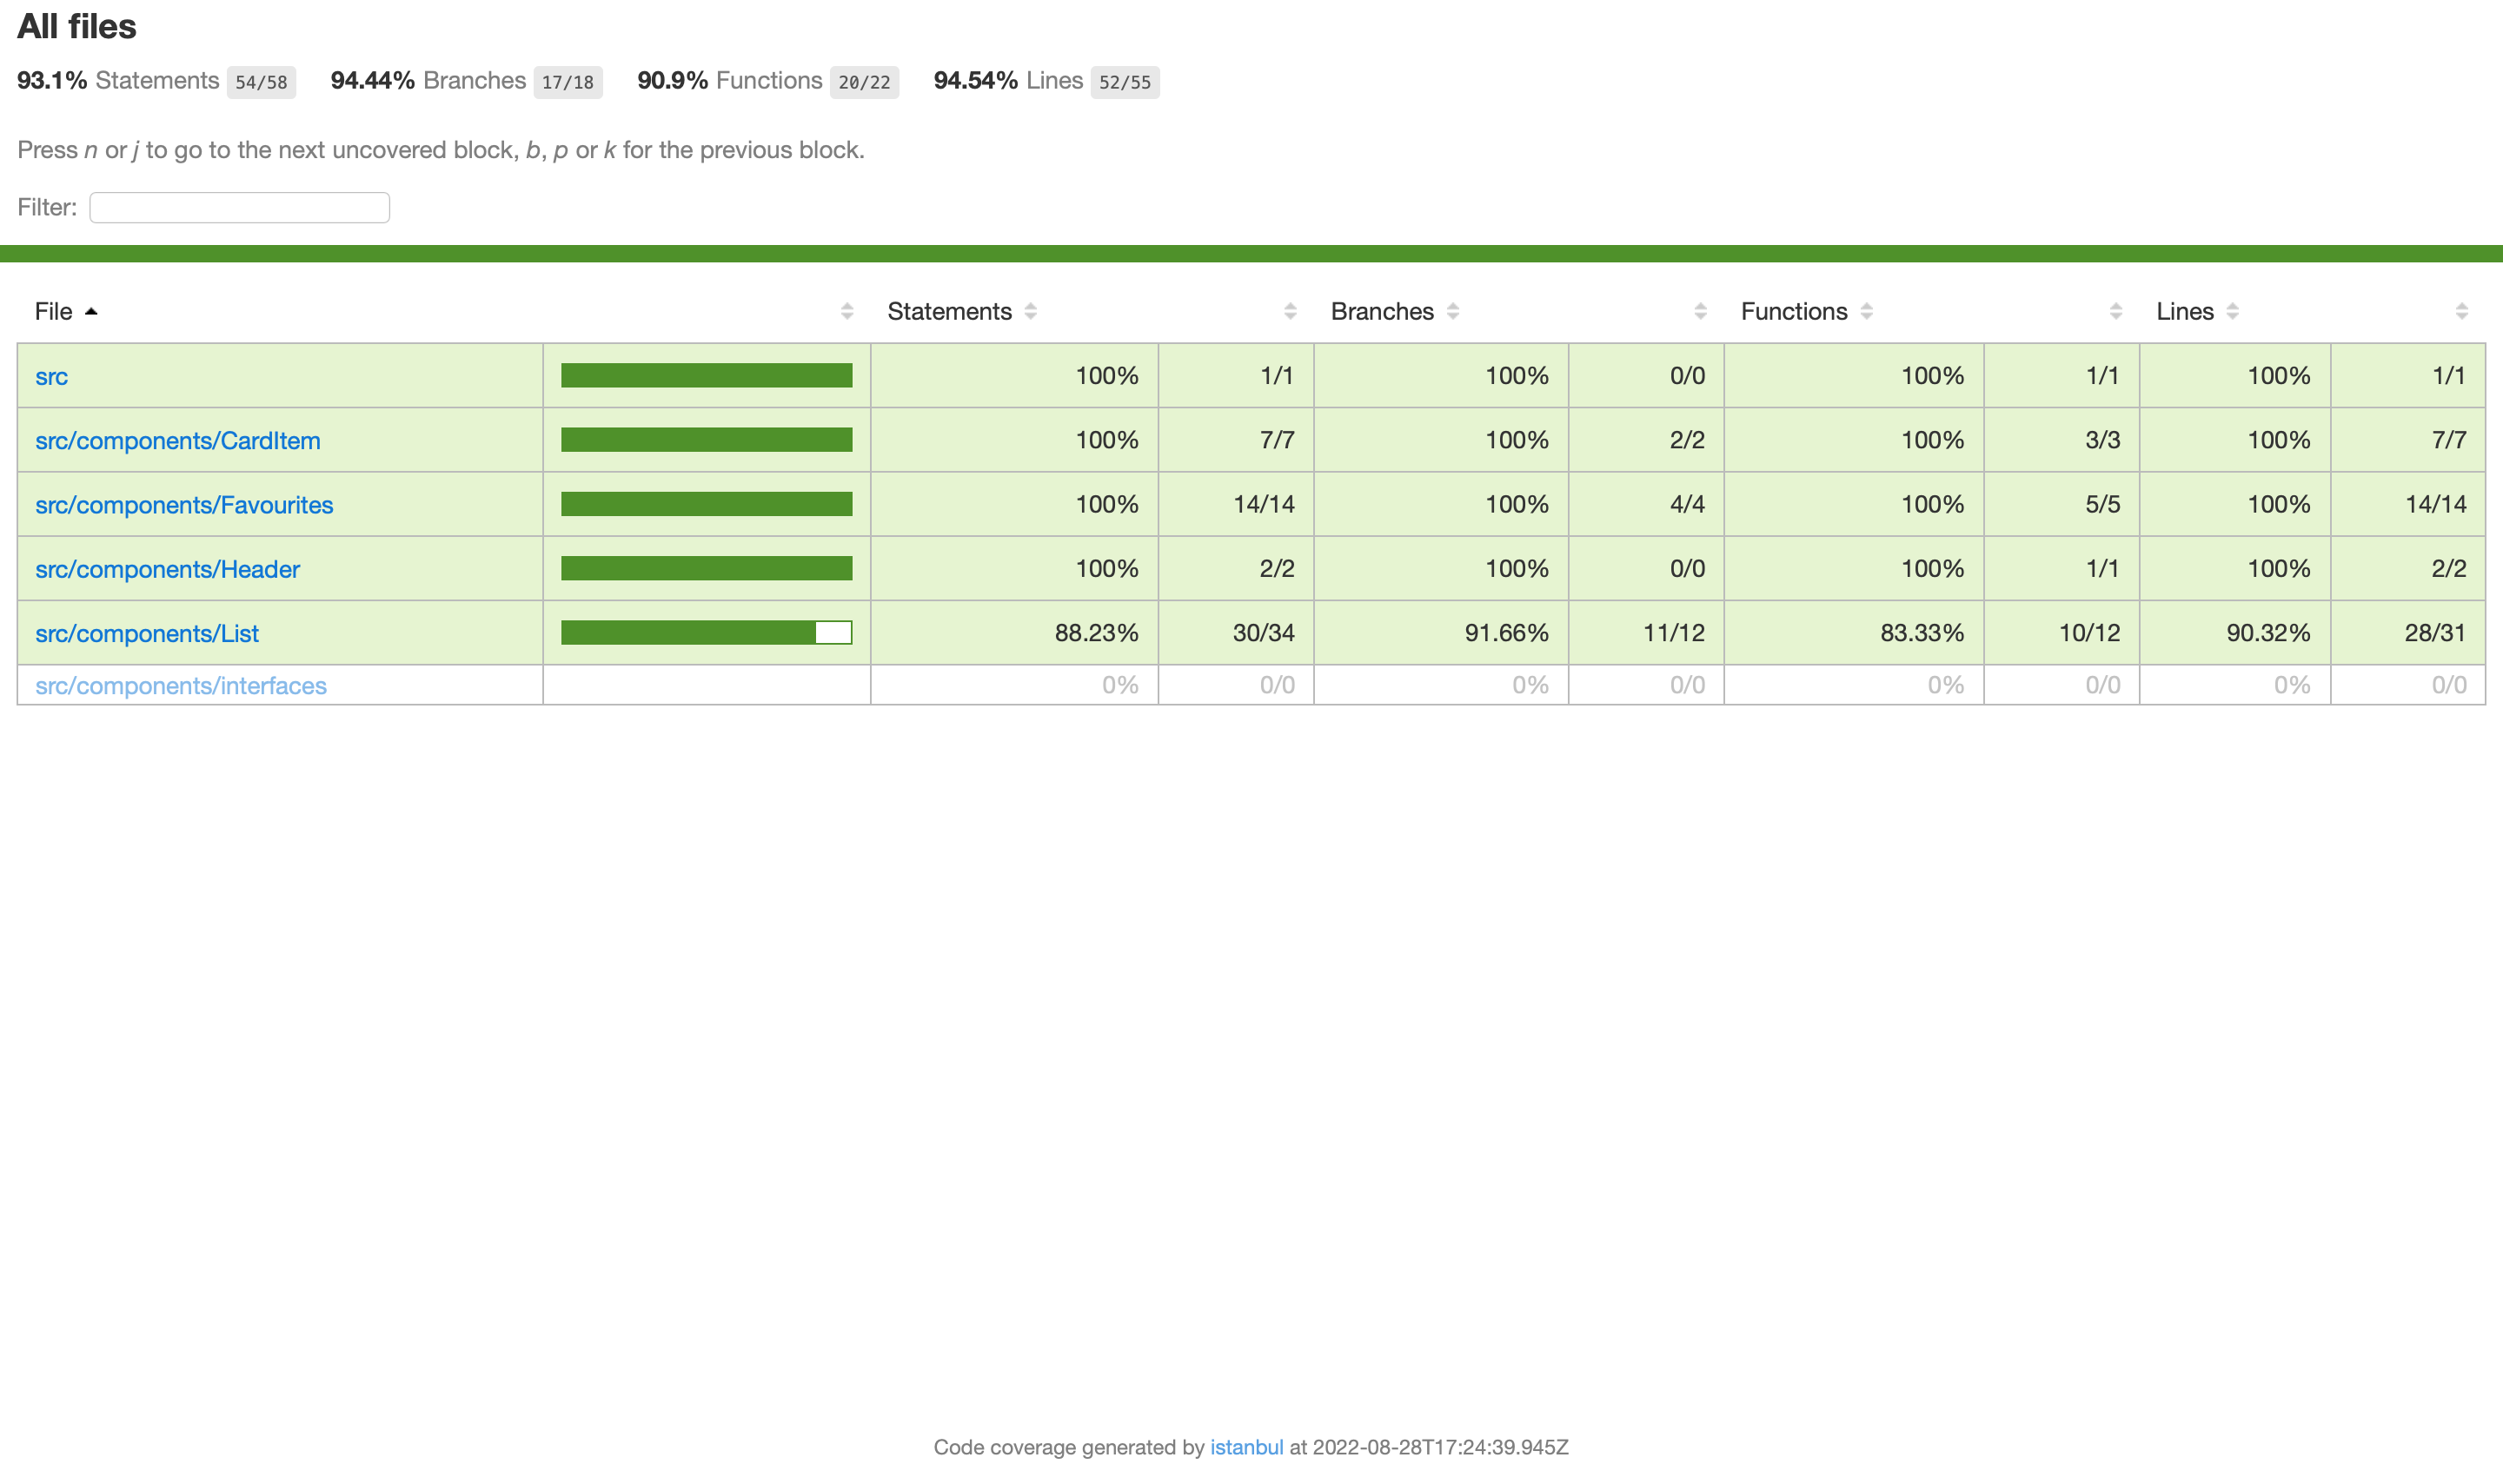 All files
93.1% Statements 54/58 94.44% Branches 17/18 90.9% Functions 20/22 94.54% Lines 52/55
Press n or j to go to the next uncovered block, b, p or k for the previous block.
Filter:
File Statements Branches Functions Lines
src 100% 1/1 100% 0/0 100% 1/1 100% 1/1
src/components/CardItem 100% 7/7 100% 2/2 100% 3/3 100% 7/7
src/components/Favourites 100% 14/14 100% 4/4 100% 5/5 100% 14/14
src/components/Header 100% 2/2 100% 0/0 100% 1/1 100% 2/2
src/components/List 88.23% 30/34 91.66% 11/12 83.33% 10/12 90.32% 28/31
src/components/interfaces 0% 0/0 0% 0/0 0% 0/0 0% 0/0
Code coverage generated by istanbul at 2022-08-28T17:24:39.945Z